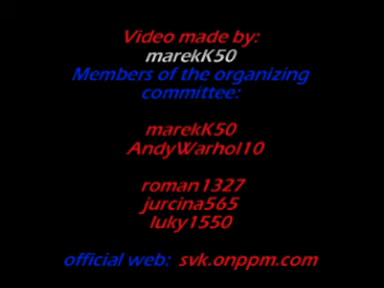 Video made by:
marekK50
Members of the organizing
committee:
marekK50
AndyWarhol10
roman1327
jurcina565
luky1550
official web: svk.onppm.com